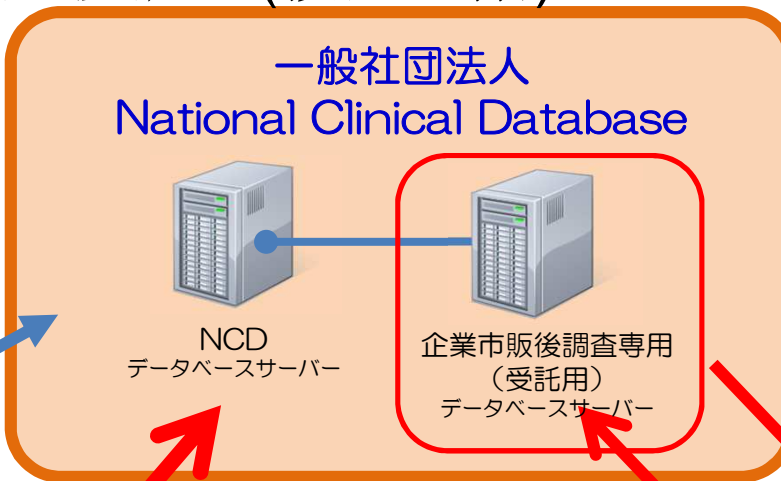 一般社団法人
National Clinical Database
NCD
データベースサーバー
企業市販後調査専用
（受託用）
データベースサーバー